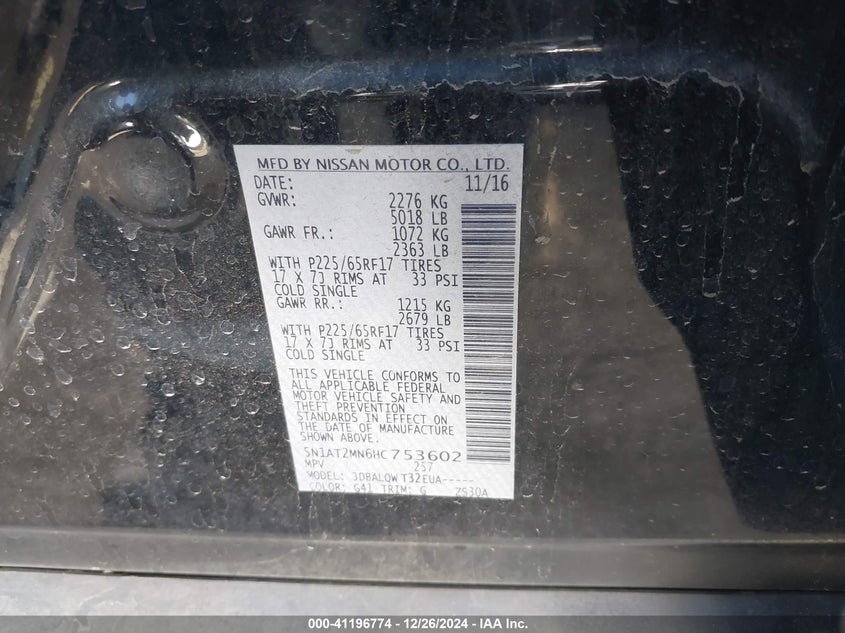 MFD BY NISSAN MOTOR CO., LTD.
DATE: 11/16
GVWR: 2276 KG
5018 LB
GAWR FR.: 1072 KG
2363 LB
WITH P225/65RF17 TIRES
17 X 7J RIMS AT 33 PSI
COLD SINGLE
GAWR RR.: 1215 KG
2679 LB
WITH P225/65RF17 TIRES
17 X 7J RIMS AT 33 PSI
COLD SINGLE
THIS VEHICLE CONFORMS TO
ALL APPLICABLE FEDERAL
MOTOR VEHICLE SAFETY AND
THEFT PREVENTION
STANDARDS IN EFFECT ON
THE DATE OF MANUFACTURE
SHOWN ABOVE.
5N1AT2MN6HC753602
MPV 257
MODEL: JDBALQWT32EUA-----
COLOR: G41 TRIM: G 2S30A
000-41196774 - 12/26/2024 - IAA Inc.